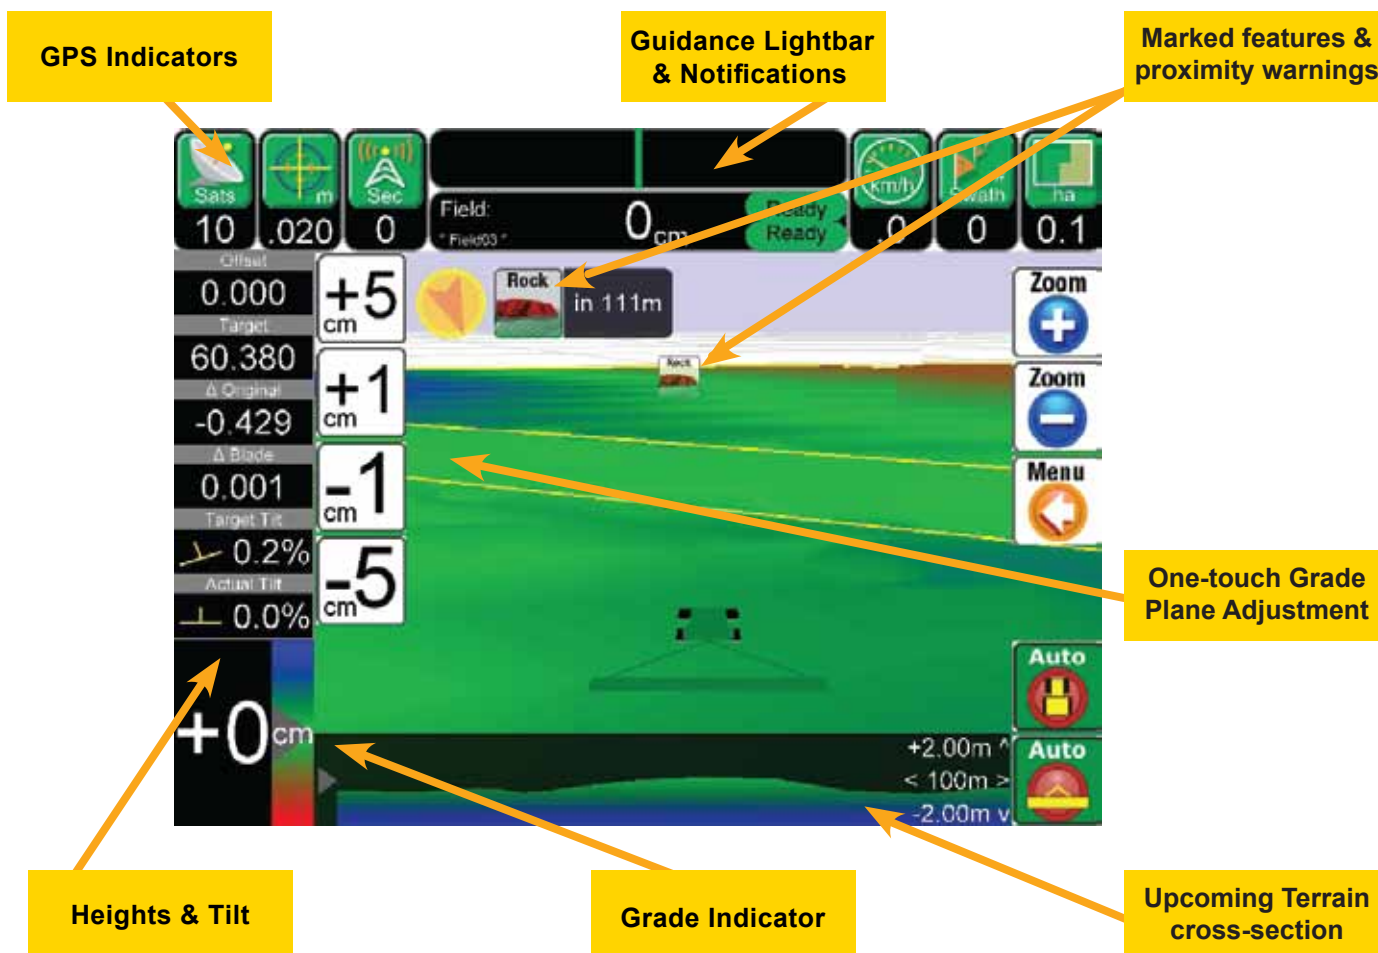 GPS Indicators
Guidance Lightbar
& Notifications
Marked features &
proximity warnings
Sats
10
m
.020
Sec
0
Field:
* Field03 *
0cm
Ready
Ready
km/h
.0
Swath
0
ha
0.1
Offset
0.000
Target
60.380
Δ Original
-0.429
Δ Blade
0.001
Target Tilt
0.2%
Actual Tilt
0.0%
+0cm
+5
cm
+1
cm
-1
cm
-5
cm
Rock
in 111m
Rock
Zoom
Zoom
Menu
One-touch Grade
Plane Adjustment
Auto
Auto
+2.00m ^
< 100m >
-2.00m v
Heights & Tilt
Grade Indicator
Upcoming Terrain
cross-section